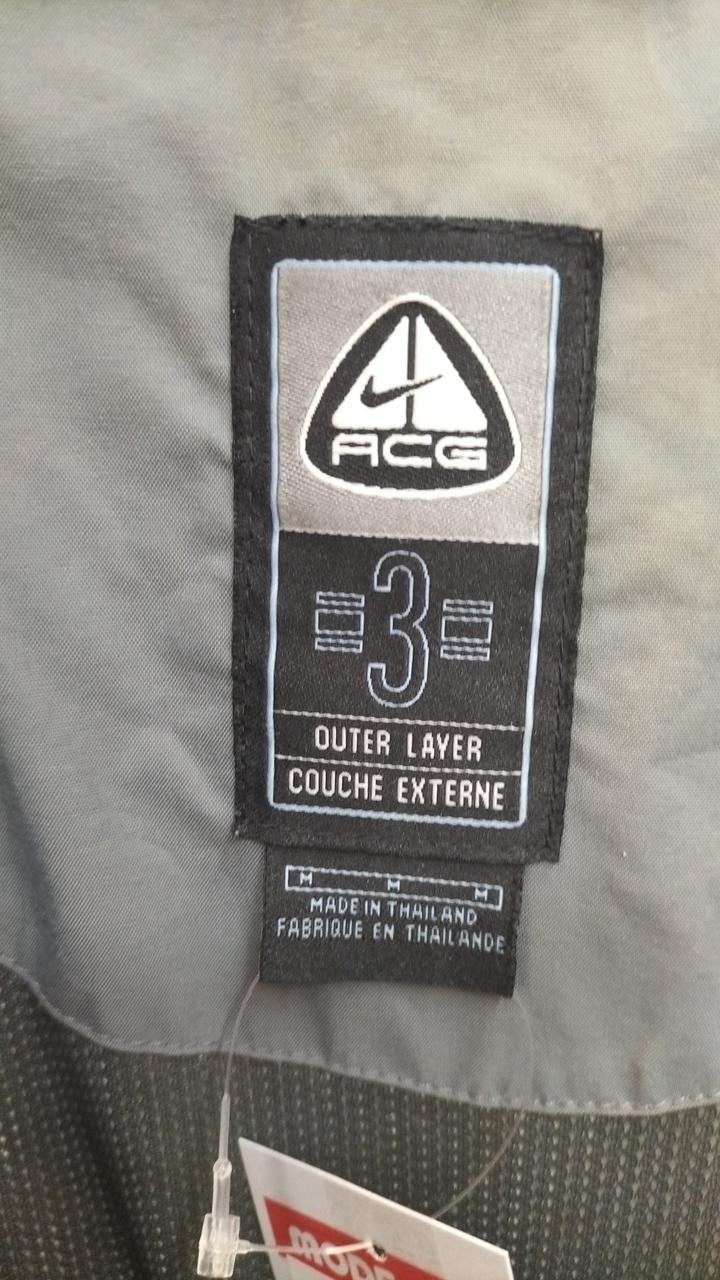 ACG
3
OUTER LAYER
COUCHE EXTERNE
M M M
MADE IN THAILAND
FABRIQUE EN THAILANDE